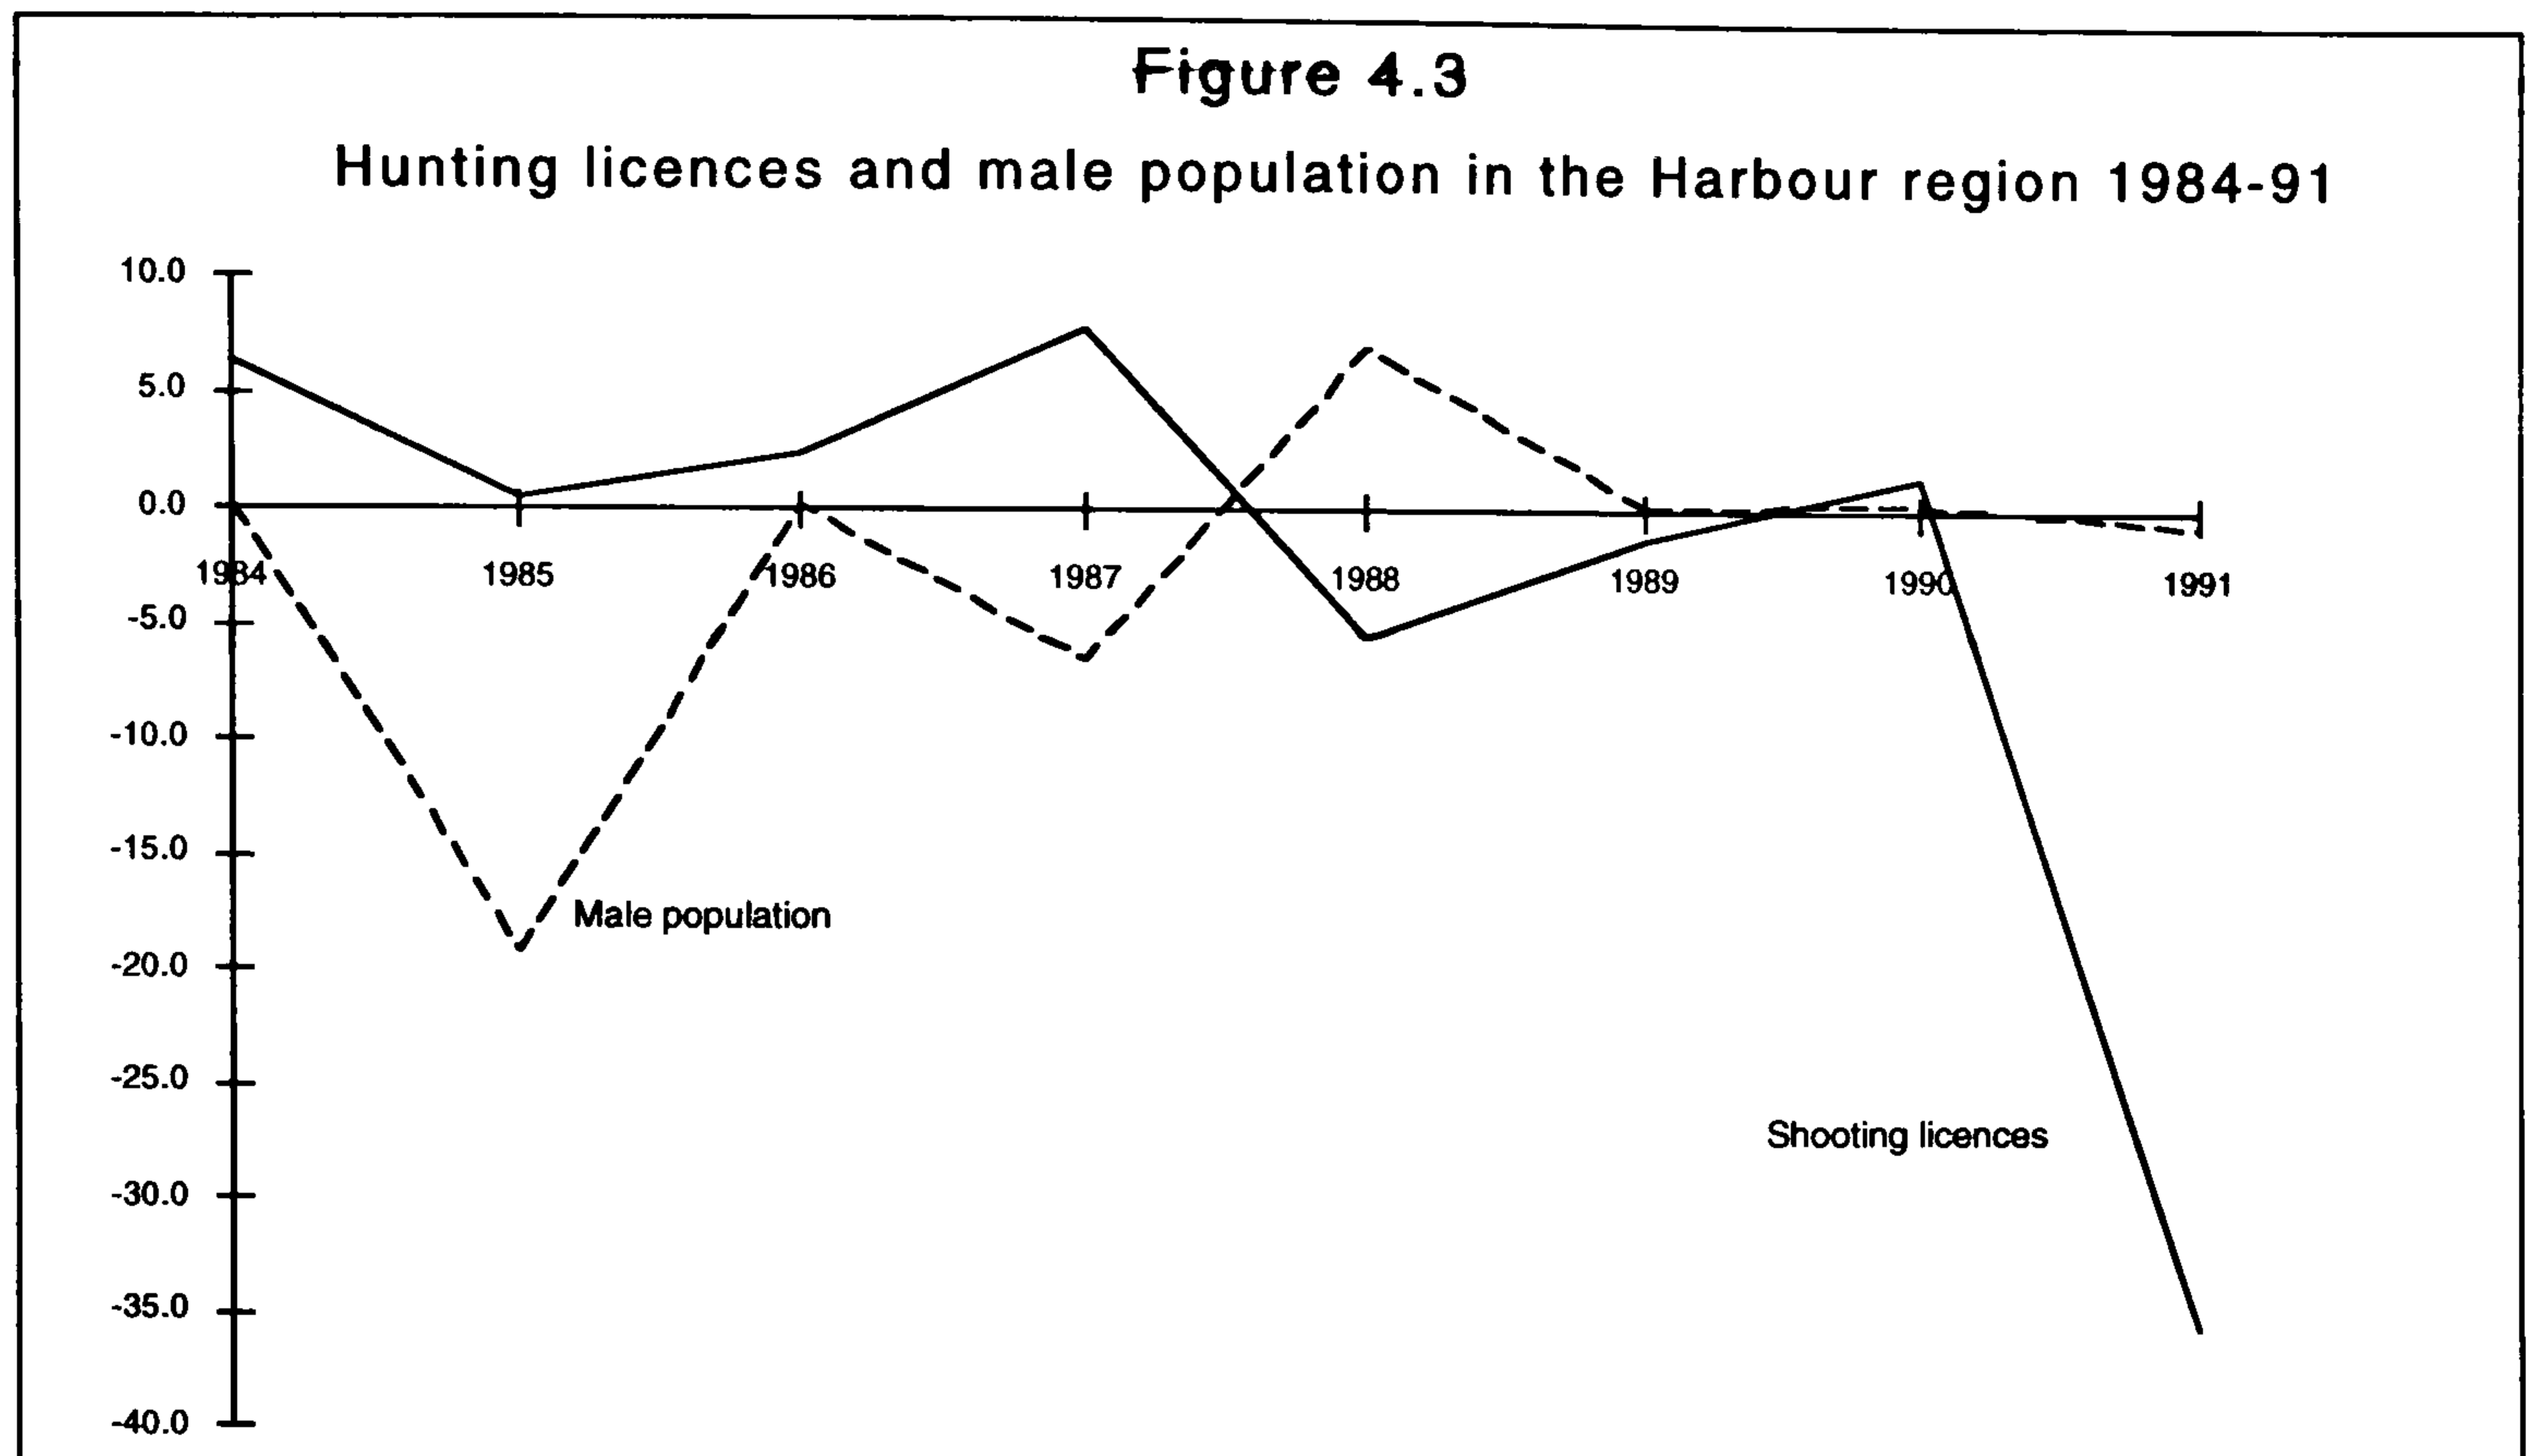 Figure 4.3
Hunting licences and male population in the Harbour region 1984-91
10.0
5.0
0.0
1984 1985 1986 1987 1988 1989 1990 1991
-5.0
-10.0
-15.0
Male population
-20.0
-25.0
Shooting licences
-30.0
-35.0
-40.0